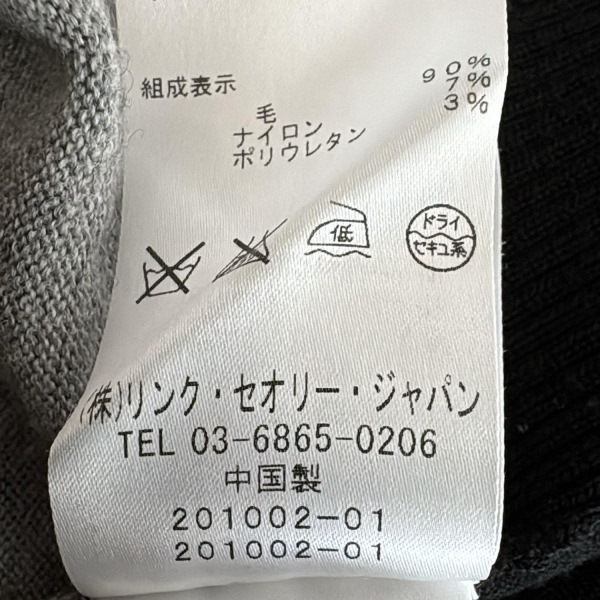 組成表示
毛 90%
ナイロン 7%
ポリウレタン 3%
低
ドライ
セキユ系
(株)リンク・セオリー・ジャパン
TEL 03-6865-0206
中国製
201002-01
201002-01